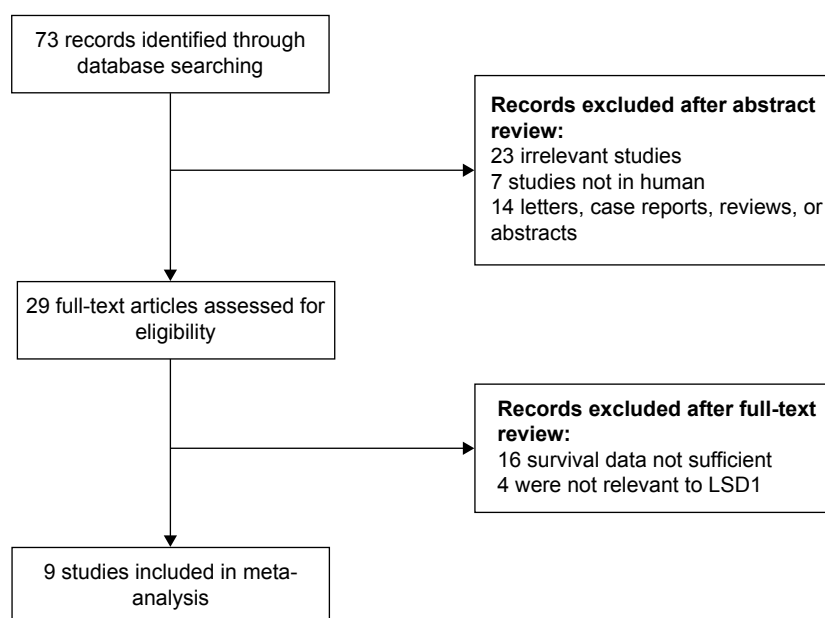 73 records identified through
database searching
Records excluded after abstract
review:
23 irrelevant studies
7 studies not in human
14 letters, case reports, reviews, or
abstracts
29 full-text articles assessed for
eligibility
Records excluded after full-text
review:
16 survival data not sufficient
4 were not relevant to LSD1
9 studies included in meta-
analysis